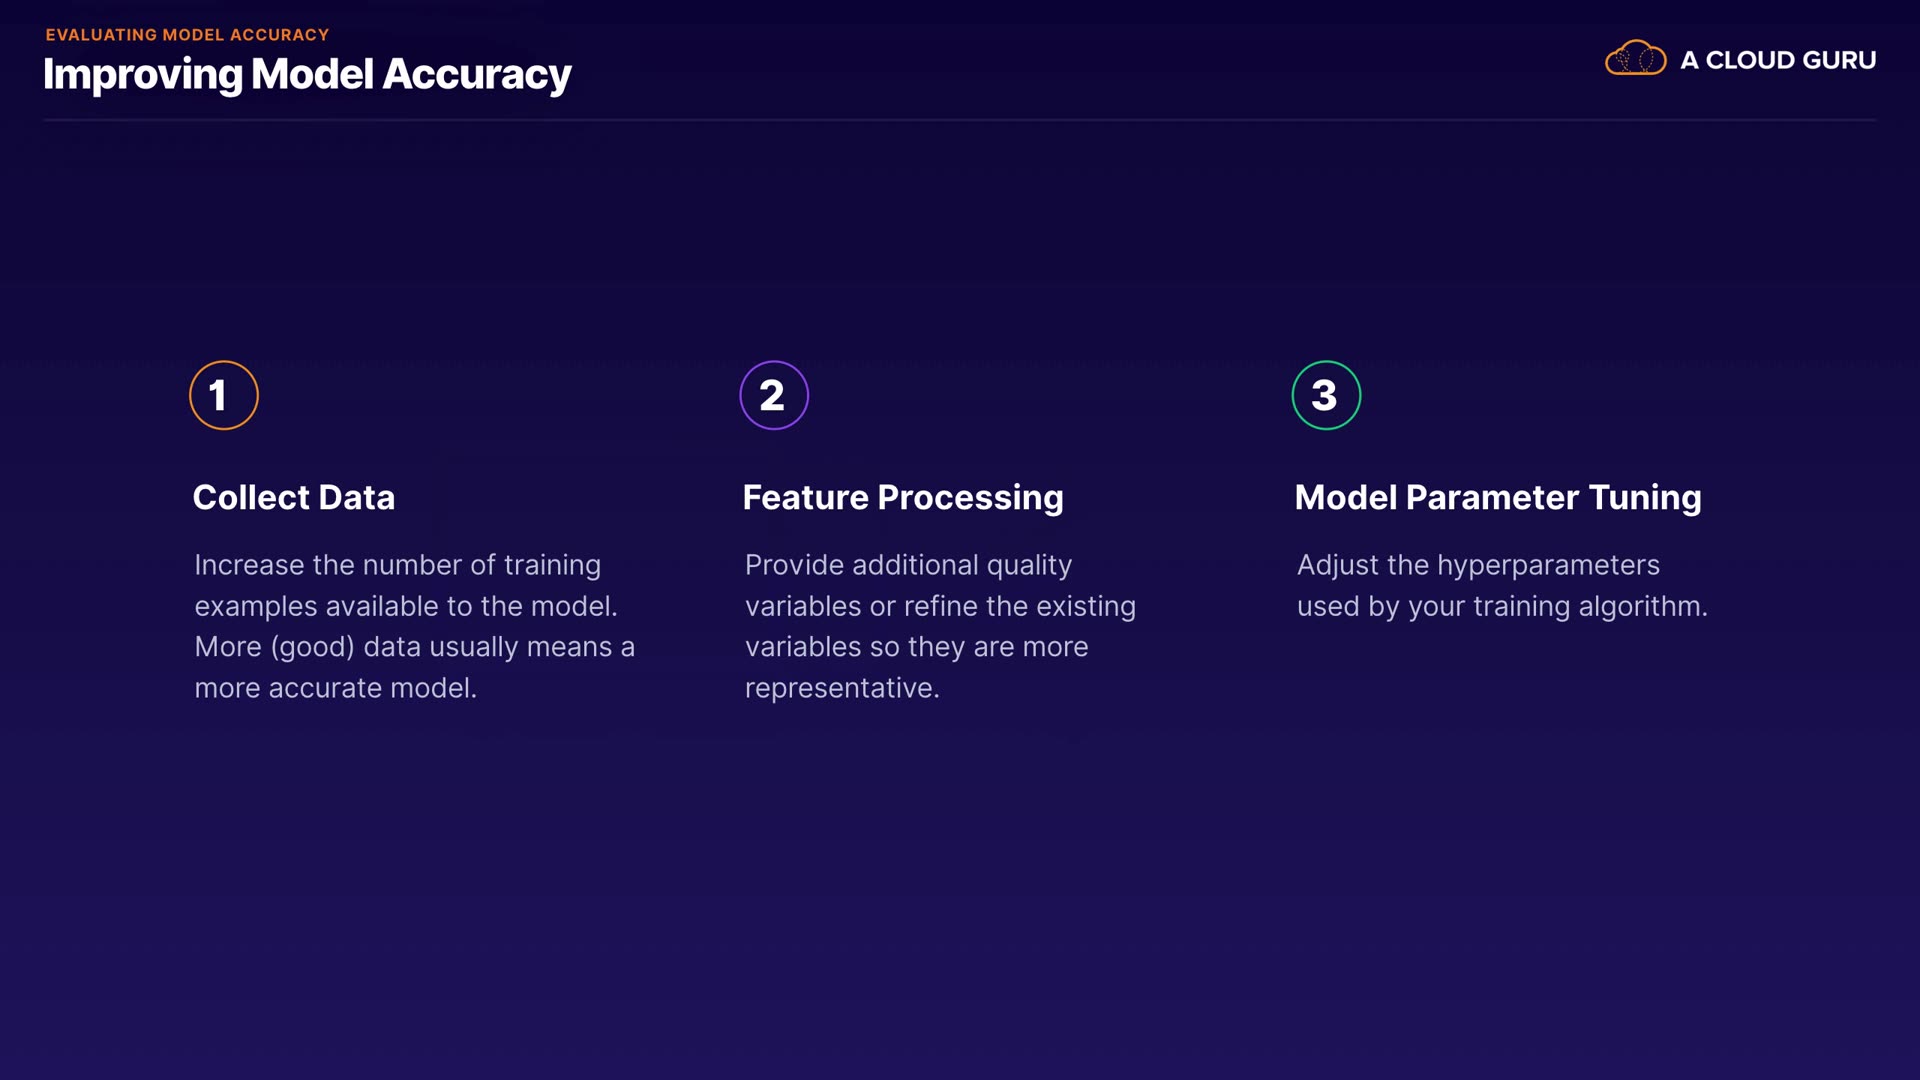 EVALUATING MODEL ACCURACY
Improving Model Accuracy
A CLOUD GURU
1
Collect Data
Increase the number of training
examples available to the model.
More (good) data usually means a
more accurate model.
2
Feature Processing
Provide additional quality
variables or refine the existing
variables so they are more
representative.
3
Model Parameter Tuning
Adjust the hyperparameters
used by your training algorithm.